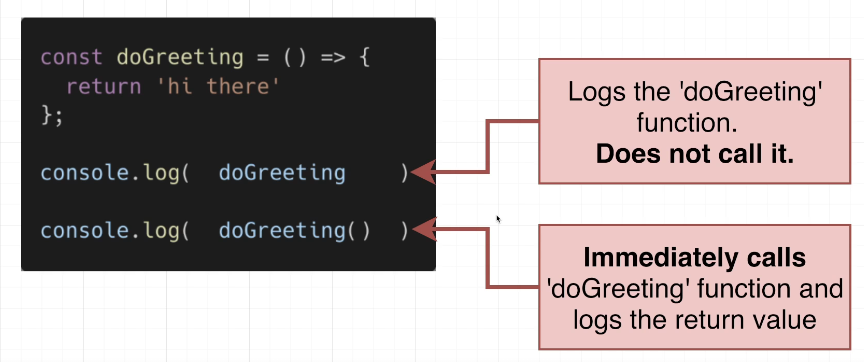 const doGreeting = () => {
  return 'hi there'
};
console.log(  doGreeting    )
console.log(  doGreeting()  )
Logs the 'doGreeting'
function.
Does not call it.
Immediately calls
'doGreeting' function and
logs the return value